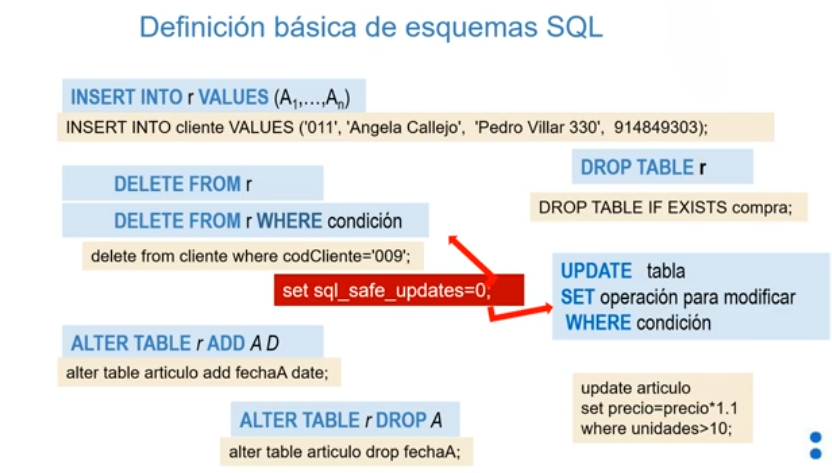 Definición básica de esquemas SQL
INSERT INTO r VALUES (A1,...,An)
INSERT INTO cliente VALUES ('011', 'Angela Callejo', 'Pedro Villar 330', 914849303);
DELETE FROM r
DELETE FROM r WHERE condición
delete from cliente where codCliente='009';
DROP TABLE r
DROP TABLE IF EXISTS compra;
set sql_safe_updates=0;
UPDATE tabla
SET operación para modificar
WHERE condición
ALTER TABLE r ADD A D
alter table articulo add fechaA date;
ALTER TABLE r DROP A
alter table articulo drop fechaA;
update articulo
set precio=precio*1.1
where unidades>10;